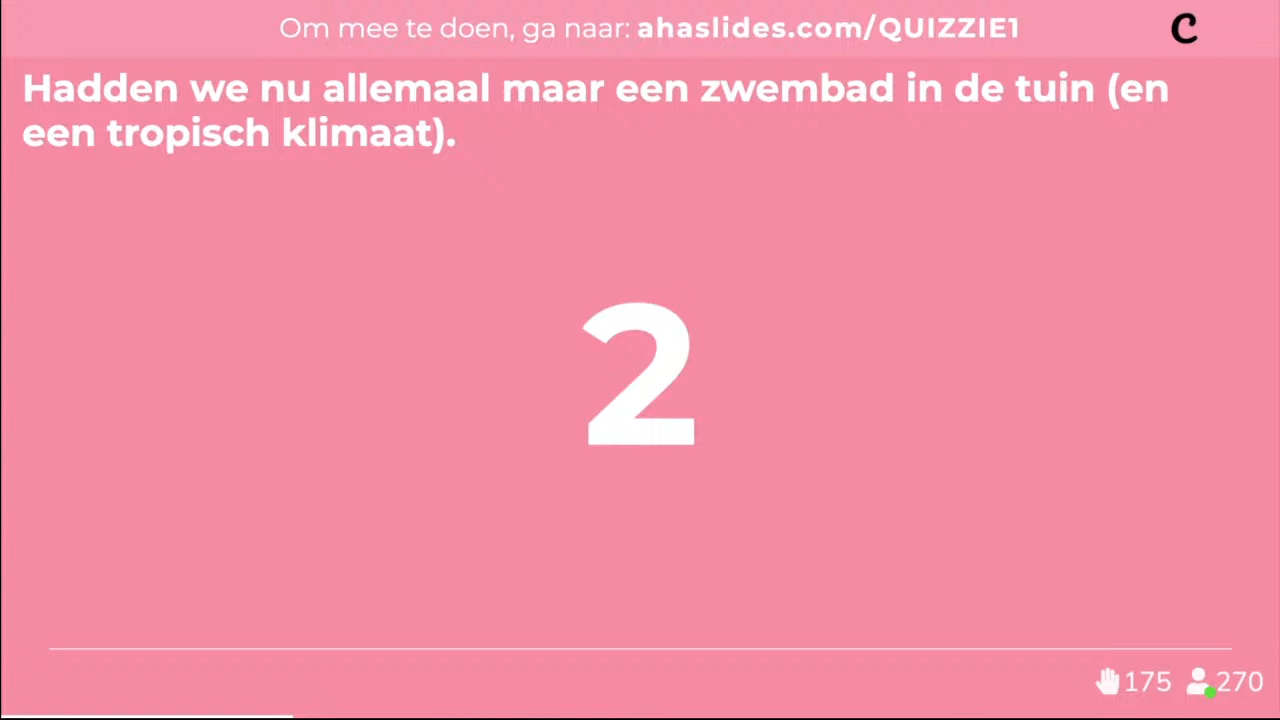 Om mee te doen, ga naar: ahaslides.com/QUIZZIE1
C
Hadden we nu allemaal maar een zwembad in de tuin (en
een tropisch klimaat).
2
175 270